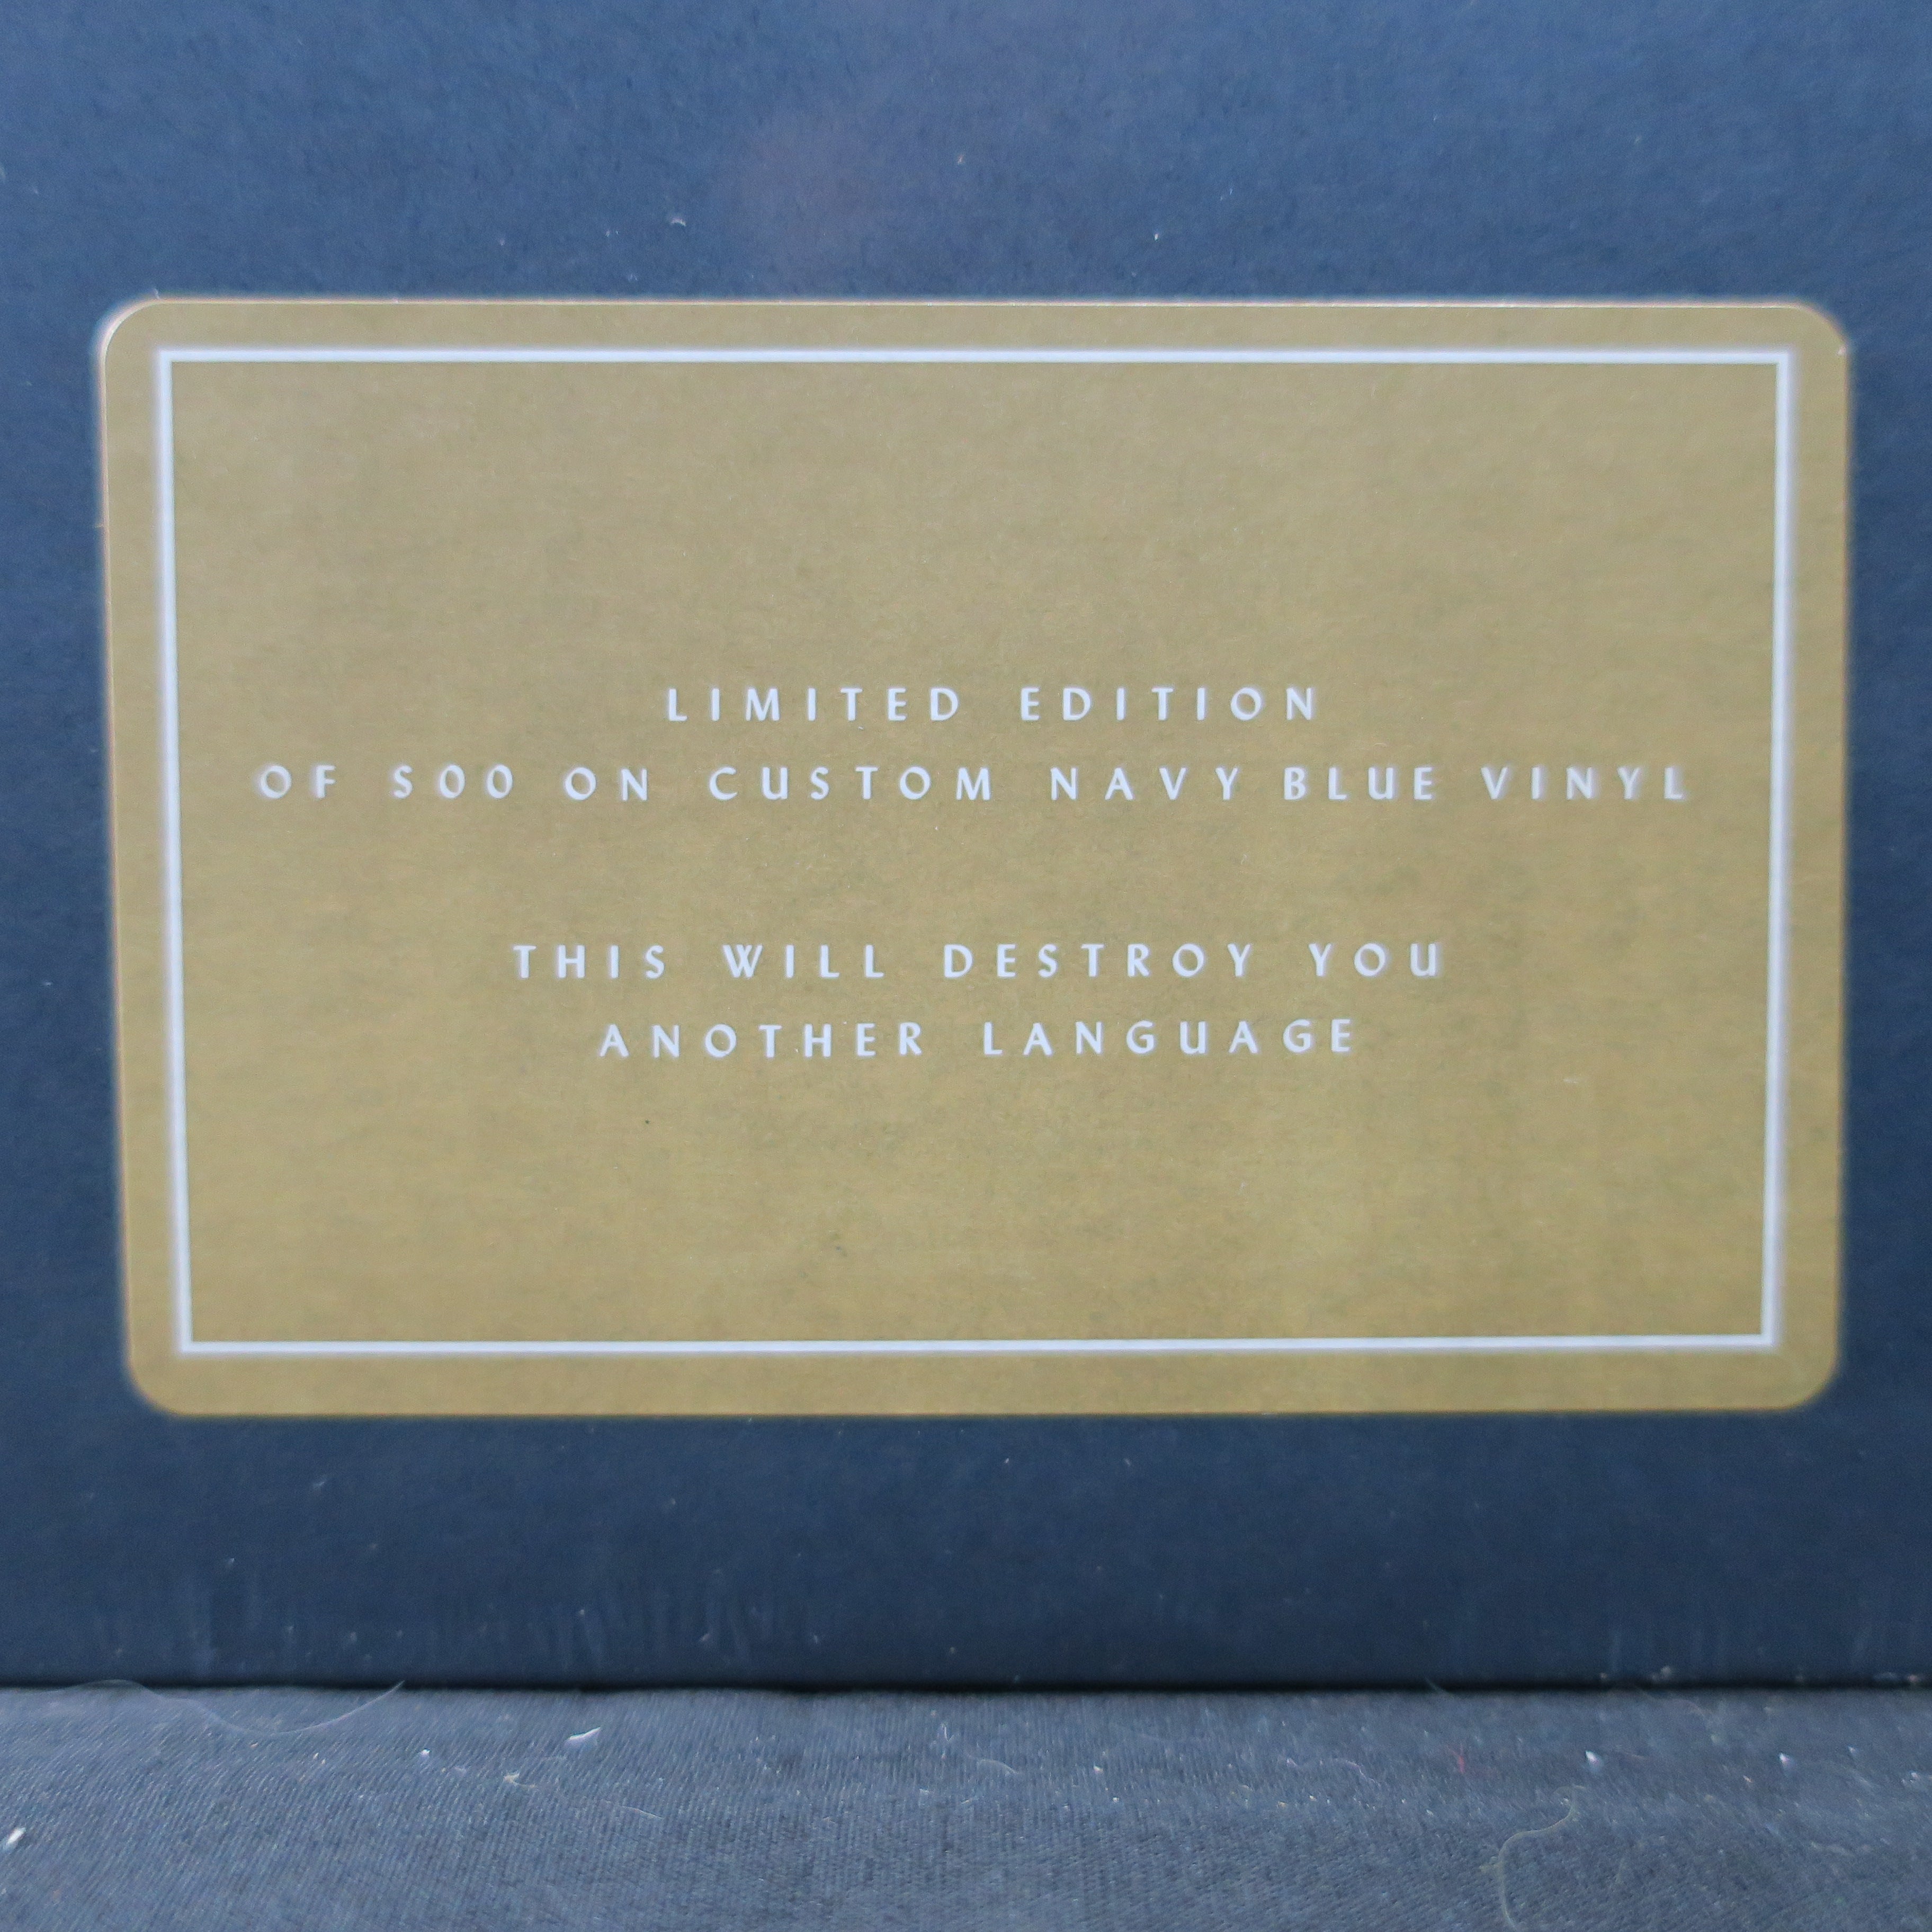 LIMITED EDITION
OF 500 ON CUSTOM NAVY BLUE VINYL
THIS WILL DESTROY YOU
ANOTHER LANGUAGE